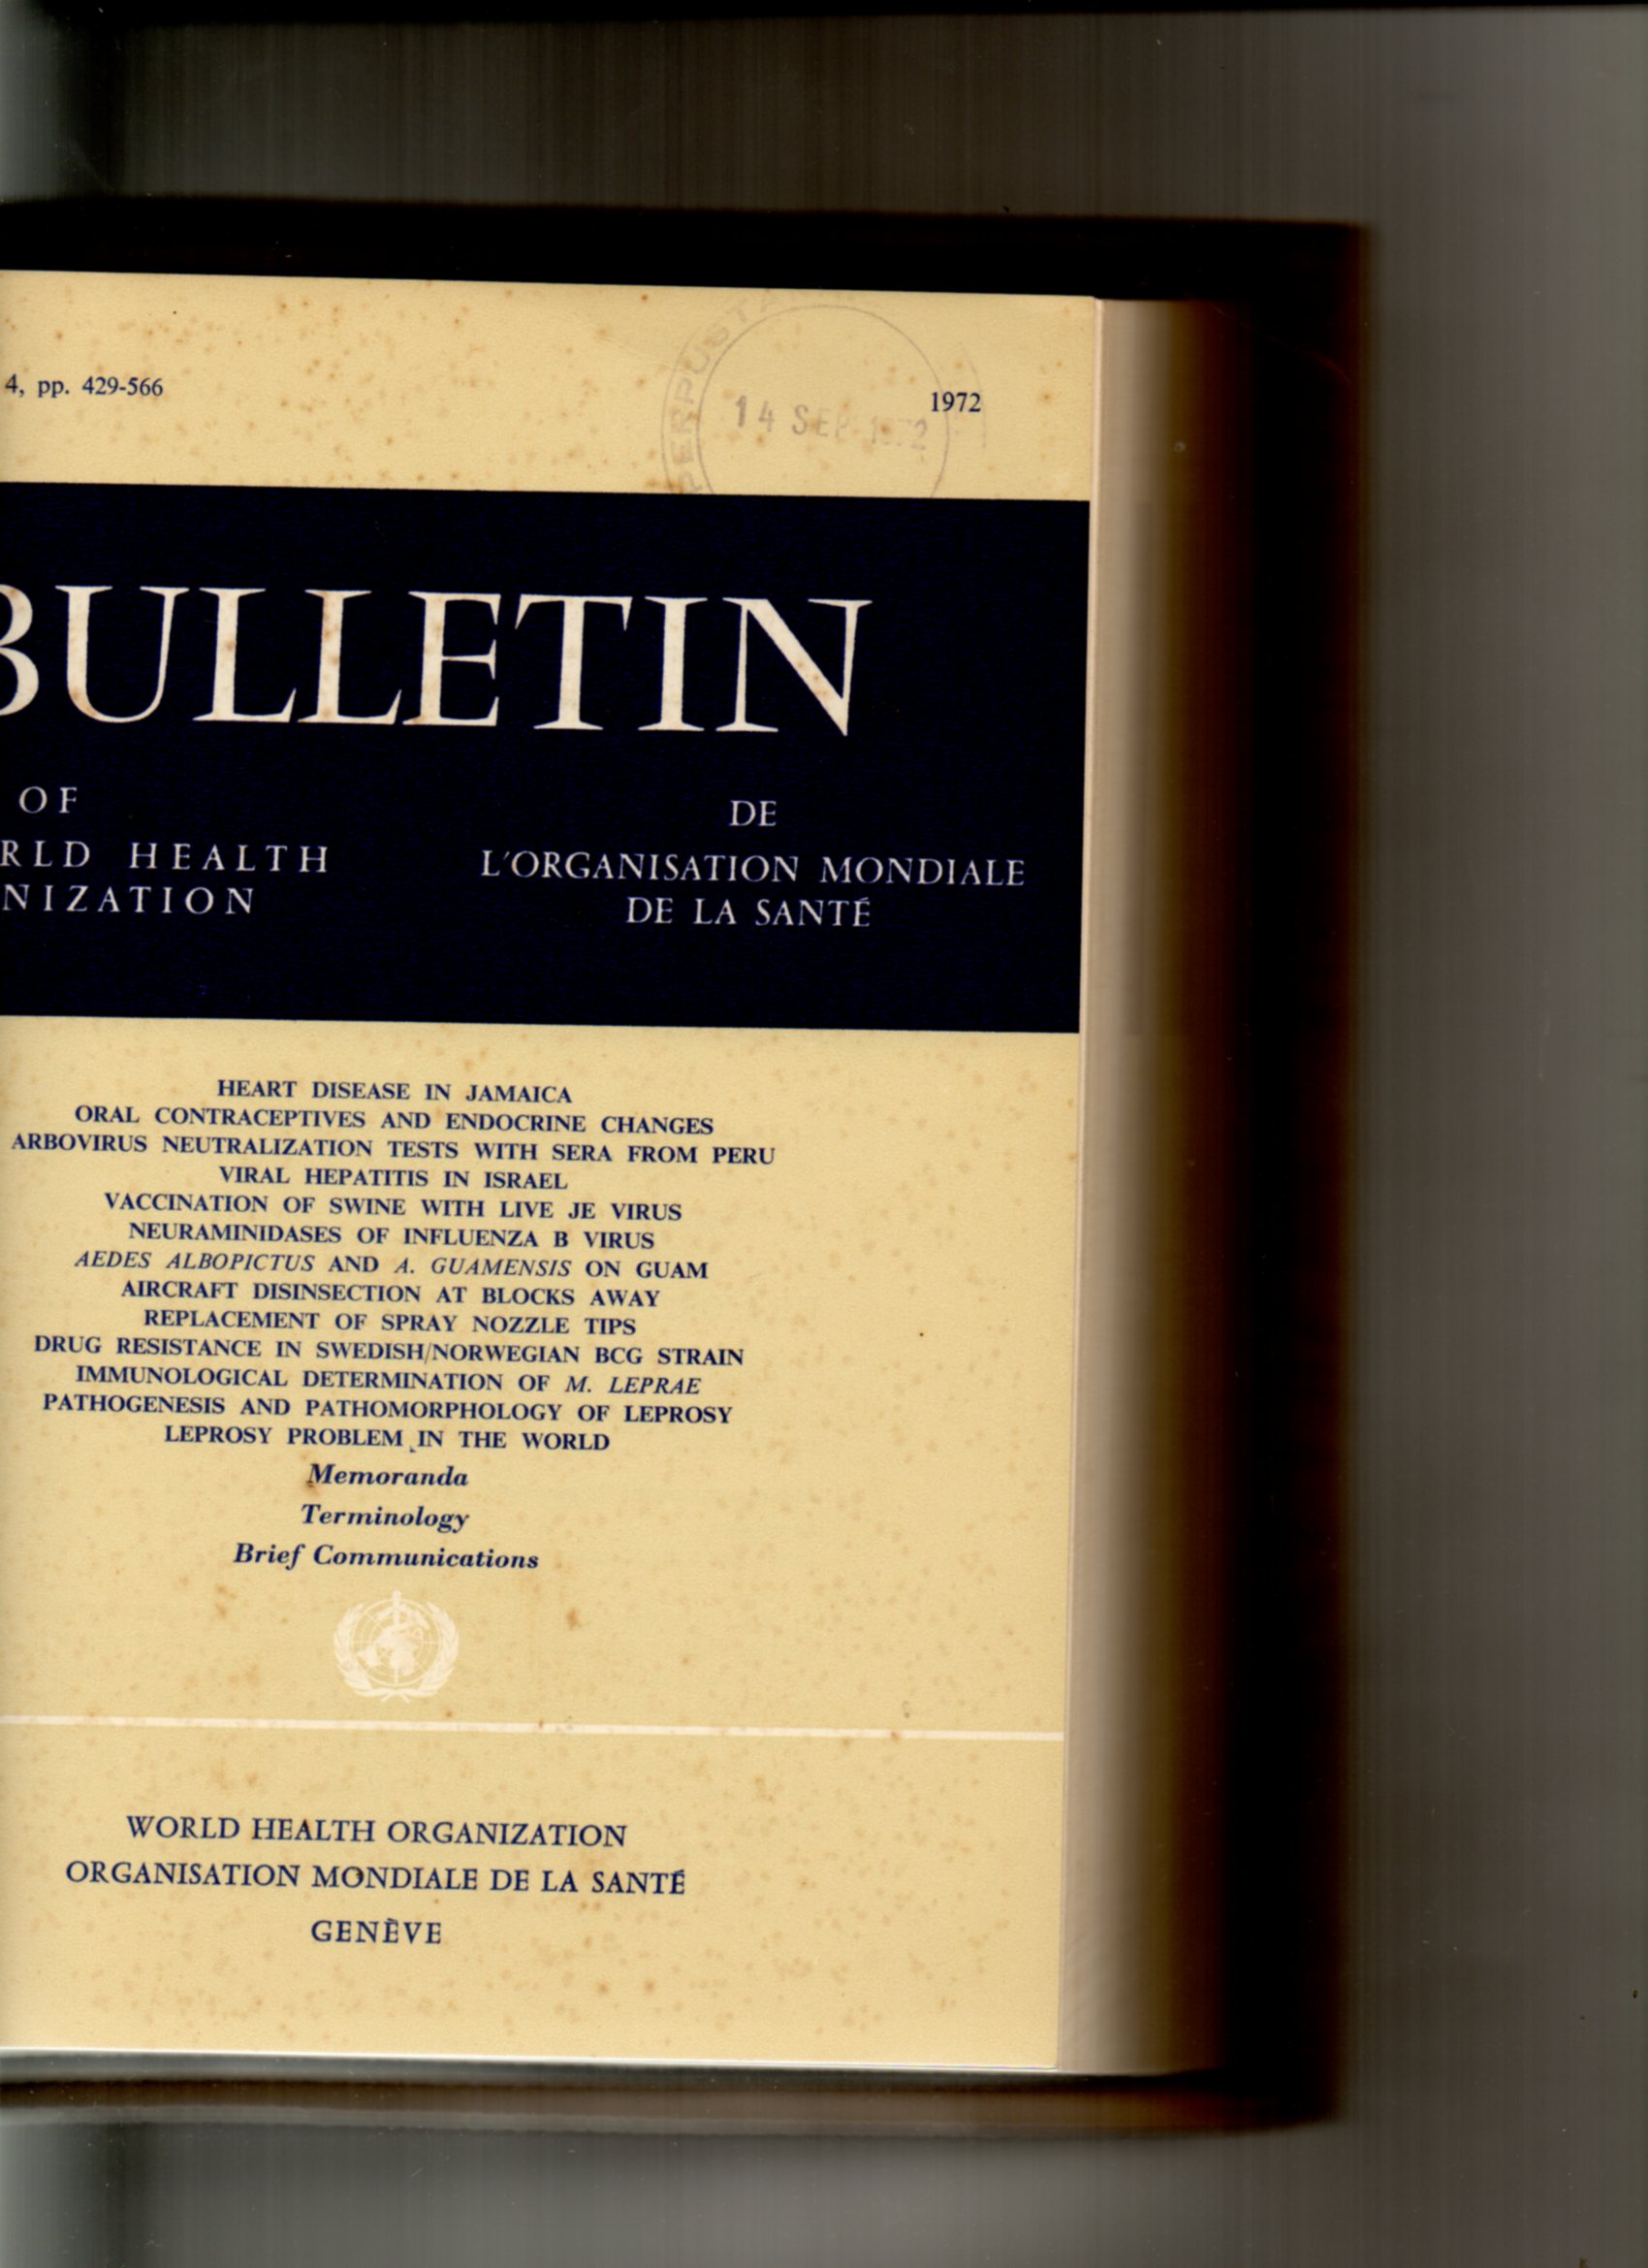 4, pp. 429-566
1972
14 SEP 1972
BULLETIN
OF
RLD HEALTH
NIZATION
DE
L'ORGANISATION MONDIALE
DE LA SANTÉ
HEART DISEASE IN JAMAICA
ORAL CONTRACEPTIVES AND ENDOCRINE CHANGES
ARBOVIRUS NEUTRALIZATION TESTS WITH SERA FROM PERU
VIRAL HEPATITIS IN ISRAEL
VACCINATION OF SWINE WITH LIVE JE VIRUS
NEURAMINIDASES OF INFLUENZA B VIRUS
AEDES ALBOPICTUS AND A. GUAMENSIS ON GUAM
AIRCRAFT DISINSECTION AT BLOCKS AWAY
REPLACEMENT OF SPRAY NOZZLE TIPS
DRUG RESISTANCE IN SWEDISH/NORWEGIAN BCG STRAIN
IMMUNOLOGICAL DETERMINATION OF M. LEPRAE
PATHOGENESIS AND PATHOMORPHOLOGY OF LEPROSY
LEPROSY PROBLEM IN THE WORLD
Memoranda
Terminology
Brief Communications
WORLD HEALTH ORGANIZATION
ORGANISATION MONDIALE DE LA SANTÉ
GENÈVE